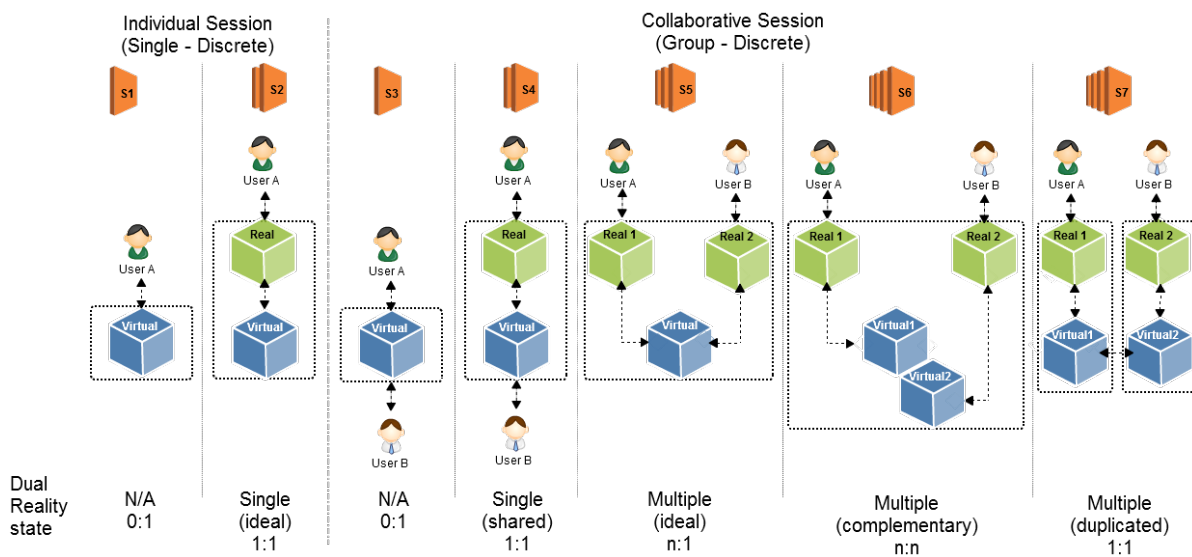 Individual Session
(Single - Discrete)
Collaborative Session
(Group - Discrete)
S1
S2
S3
S4
S5
S6
S7
User A
User A
User A
User B
User A
User B
User A
User B
Real
Real
Real 1
Real 2
Real 1
Real 2
Real 1
Real 2
User A
User A
Virtual
Virtual
Virtual
Virtual
Virtual
Virtual1
Virtual2
Virtual1
Virtual2
User B
User B
Dual
Reality
state
N/A
0:1
Single
(ideal)
1:1
N/A
0:1
Single
(shared)
1:1
Multiple
(ideal)
n:1
Multiple
(complementary)
n:n
Multiple
(duplicated)
1:1